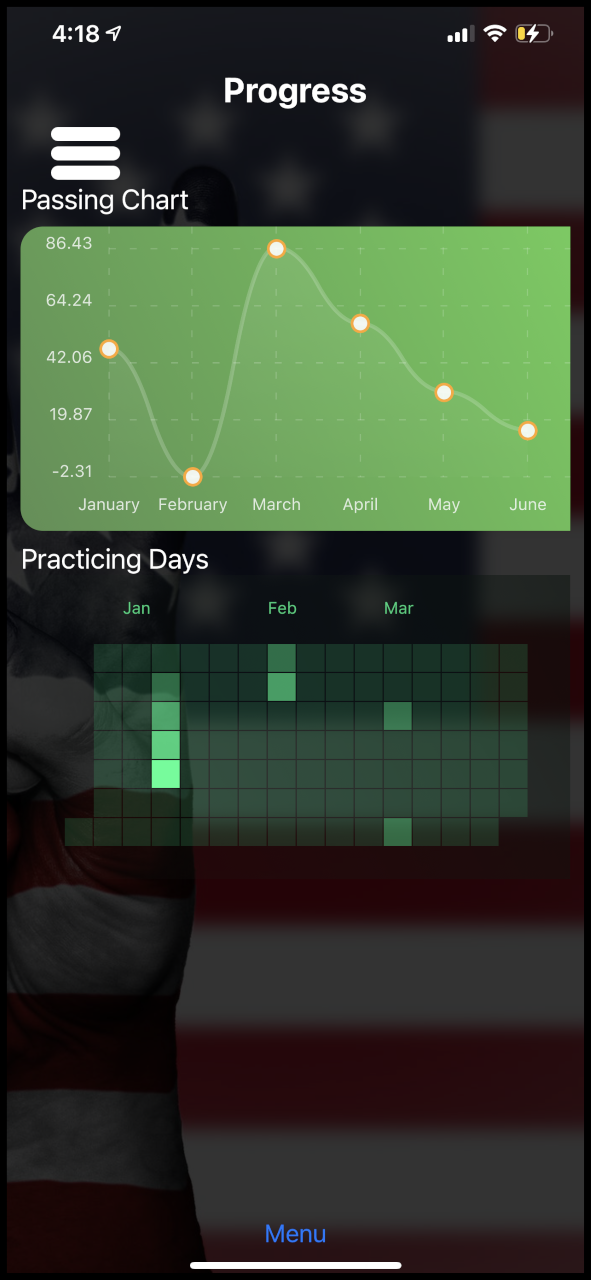 4:18
Progress
Passing Chart
86.43
64.24
42.06
19.87
-2.31
January February March April May June
Practicing Days
Jan Feb Mar
Menu